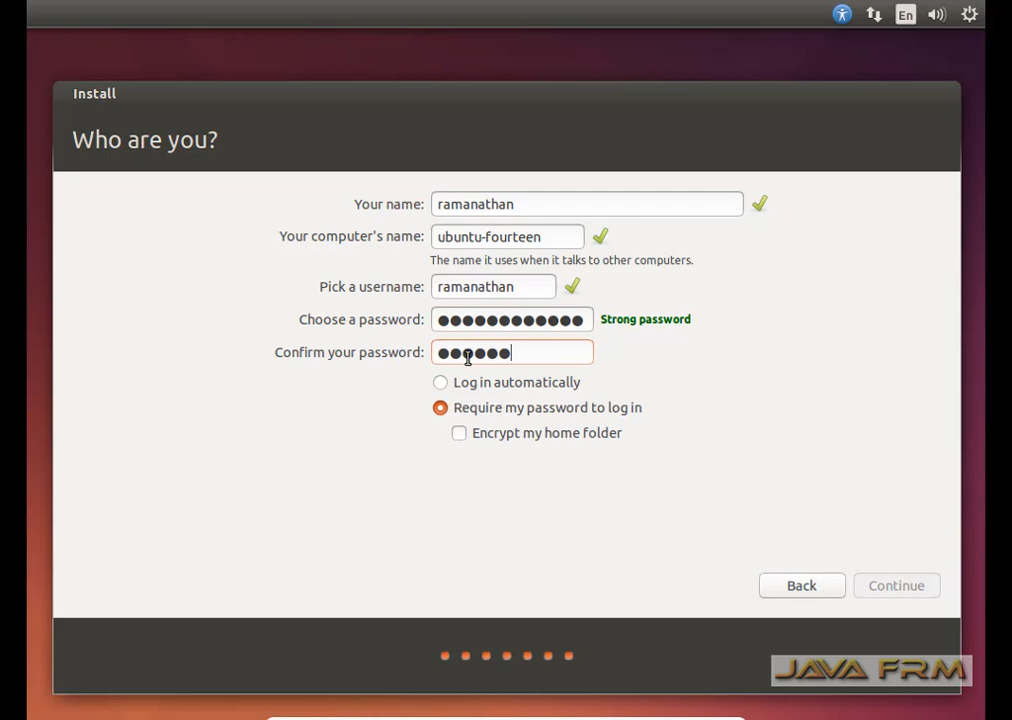 En
Install
Who are you?
Your name: ramanathan
Your computer's name: ubuntu-fourteen
The name it uses when it talks to other computers.
Pick a username: ramanathan
Choose a password: ●●●●●●●●●●●● Strong password
Confirm your password: ●●●●●●
Log in automatically
Require my password to log in
Encrypt my home folder
Back Continue
JAVA FRM